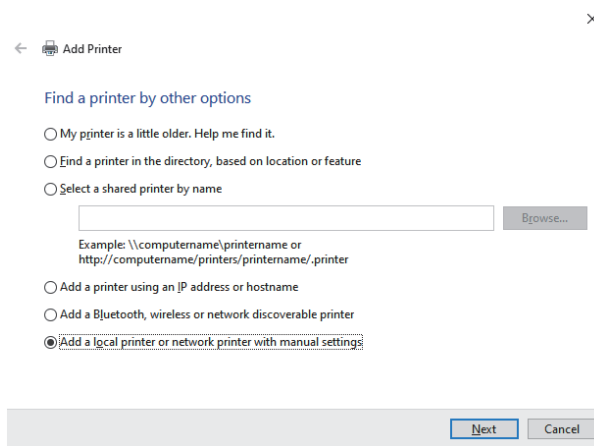 Add Printer
Find a printer by other options
My printer is a little older. Help me find it.
Find a printer in the directory, based on location or feature
Select a shared printer by name
Browse...
Example: \\computername\printername or
http://computername/printers/printername/.printer
Add a printer using an IP address or hostname
Add a Bluetooth, wireless or network discoverable printer
Add a local printer or network printer with manual settings
Next
Cancel